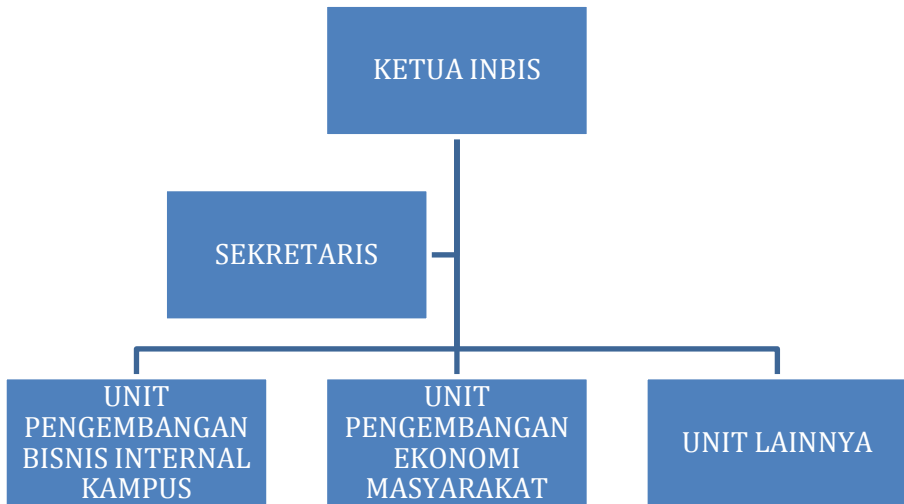 KETUA INBIS
SEKRETARIS
UNIT
PENGEMBANGAN
BISNIS INTERNAL
KAMPUS
UNIT
PENGEMBANGAN
EKONOMI
MASYARAKAT
UNIT LAINNYA